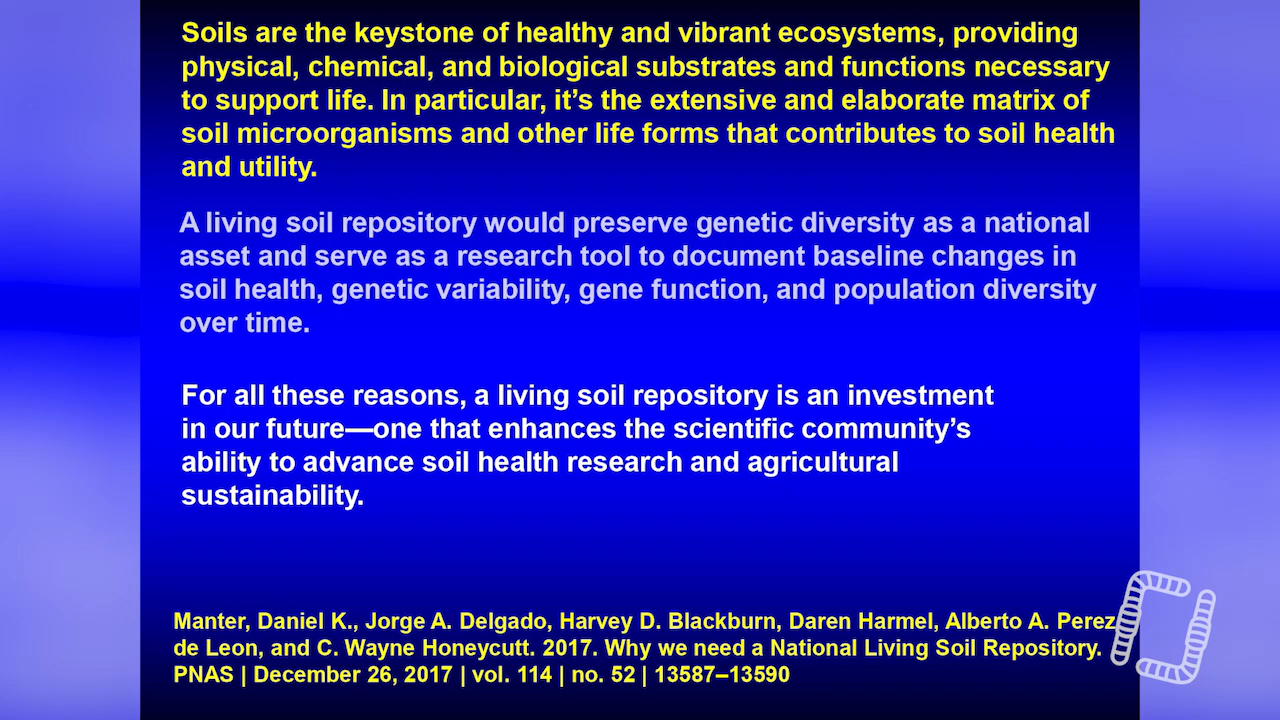 Soils are the keystone of healthy and vibrant ecosystems, providing
physical, chemical, and biological substrates and functions necessary
to support life. In particular, it’s the extensive and elaborate matrix of
soil microorganisms and other life forms that contributes to soil health
and utility.
A living soil repository would preserve genetic diversity as a national
asset and serve as a research tool to document baseline changes in
soil health, genetic variability, gene function, and population diversity
over time.
For all these reasons, a living soil repository is an investment
in our future—one that enhances the scientific community’s
ability to advance soil health research and agricultural
sustainability.
Manter, Daniel K., Jorge A. Delgado, Harvey D. Blackburn, Daren Harmel, Alberto A. Perez
de Leon, and C. Wayne Honeycutt. 2017. Why we need a National Living Soil Repository.
PNAS | December 26, 2017 | vol. 114 | no. 52 | 13587–13590